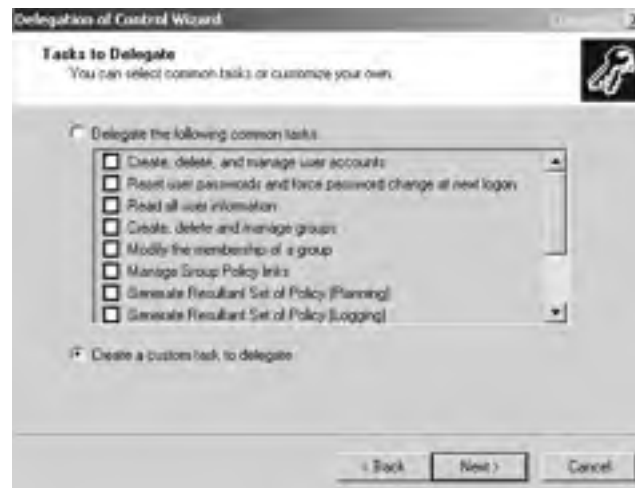 Delegation of Control Wizard
Tasks to Delegate
You can select common tasks or customize your own.
Delegate the following common tasks
Create, delete, and manage user accounts
Reset user passwords and force password change at next logon
Read all user information
Create, delete and manage groups
Modify the membership of a group
Manage Group Policy links
Generate Resultant Set of Policy (Planning)
Generate Resultant Set of Policy (Logging)
Create a custom task to delegate
< Back Next > Cancel